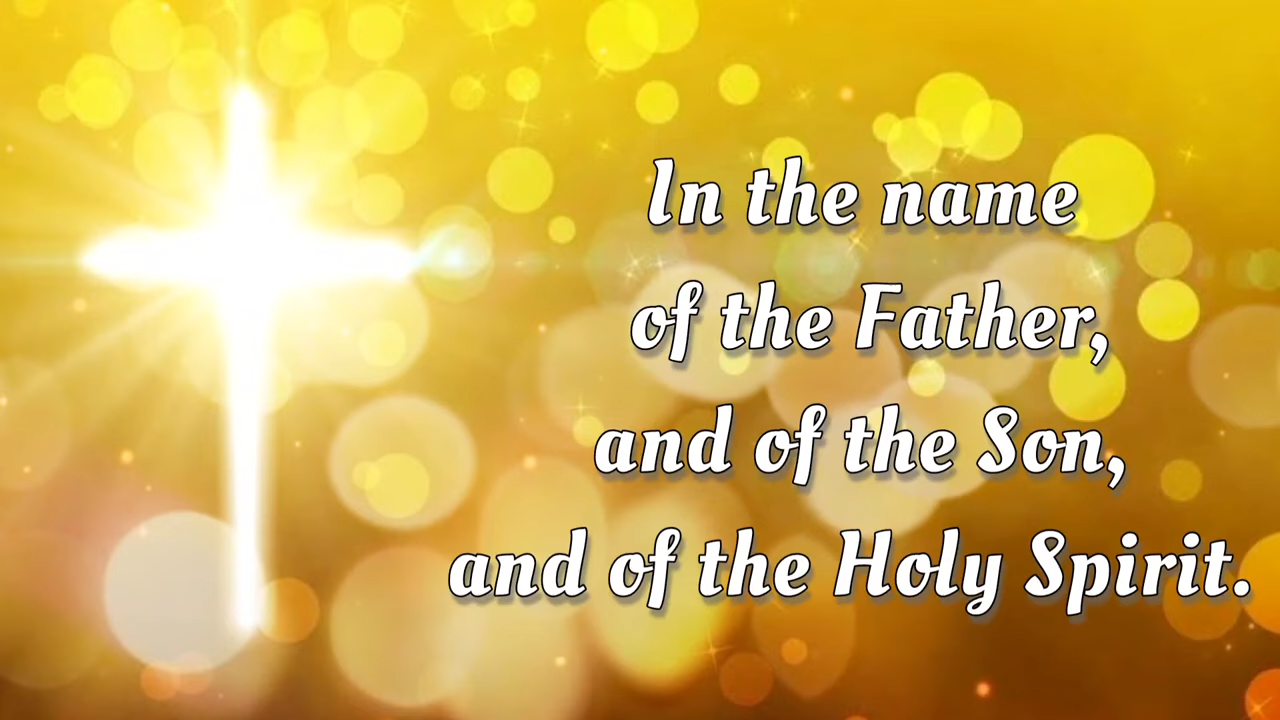 In the name
of the Father,
and of the Son,
and of the Holy Spirit.